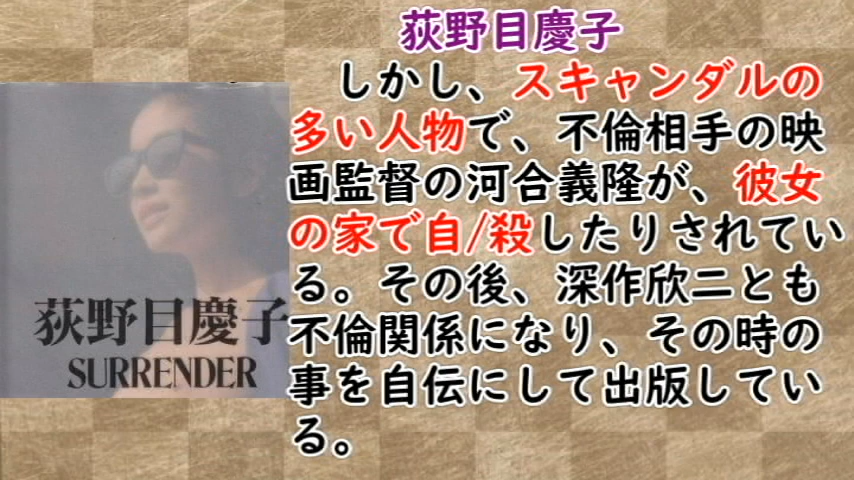 荻野目慶子
しかし、スキャンダルの
多い人物で、不倫相手の映
画監督の河合義隆が、彼女
の家で自/殺したりされてい
る。その後、深作欣二とも
不倫関係になり、その時の
事を自伝にして出版してい
る。
荻野目慶子
SURRENDER